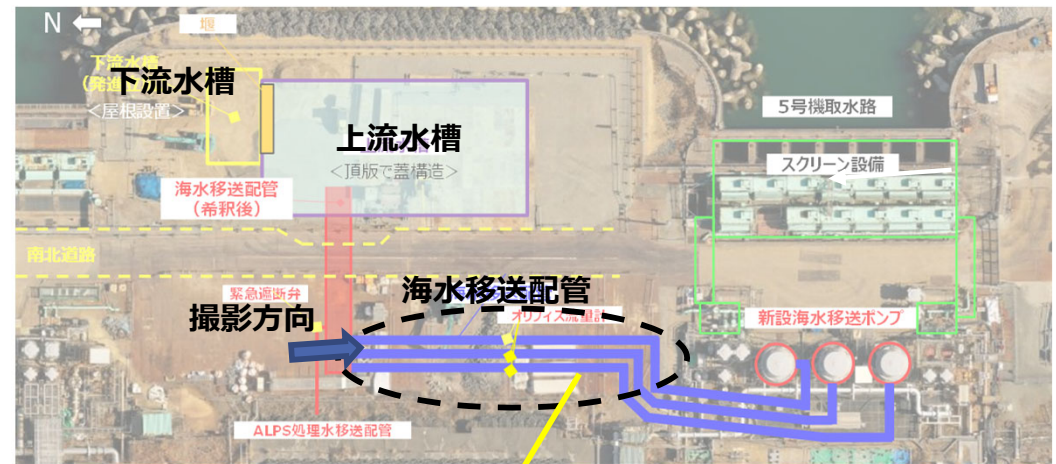 N
堰
下流水槽
下流水槽
<屋根設置>
上流水槽
<頂版で蓋構造>
5号機取水路
スクリーン設備
海水移送配管
(希釈後)
南北道路
緊急遮断弁
撮影方向
海水移送配管
オリフィス流量計
新設海水移送ポンプ
ALPS処理水移送配管